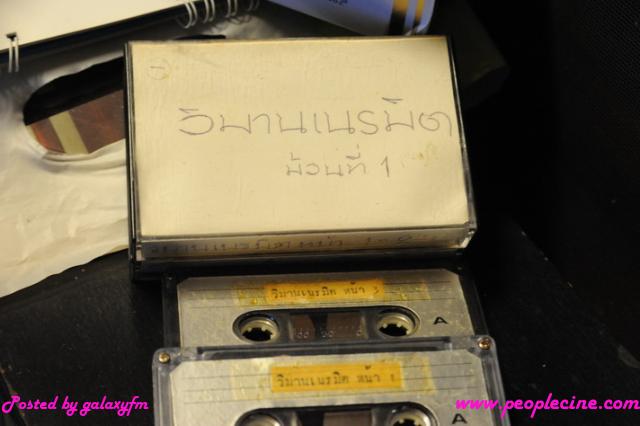 วิมานเนรมิต
ม้วนที่ 1
วิมานเนรมิต หน้า 3
A
วิมานเนรมิต หน้า 1
Posted by galaxyfm
www.peoplecine.com